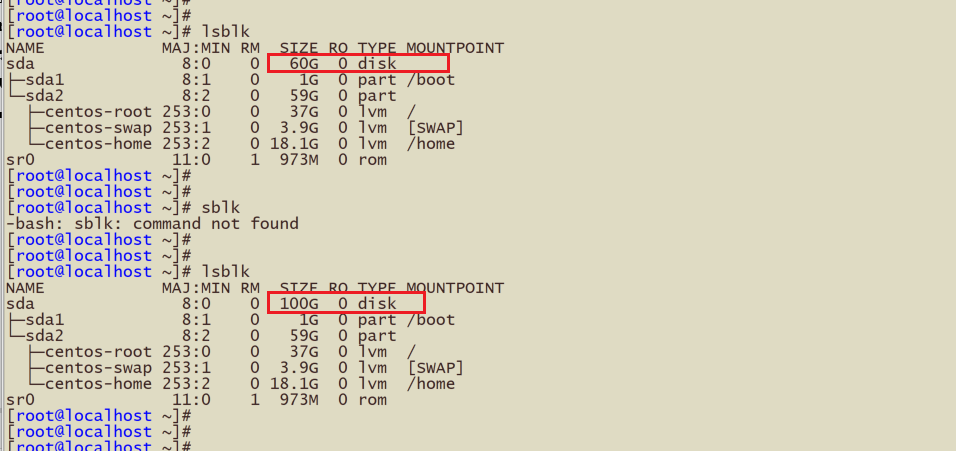 [root@localhost ~]#
[root@localhost ~]#
[root@localhost ~]# lsblk
NAME            MAJ:MIN RM   SIZE RO TYPE MOUNTPOINT
sda               8:0    0    60G  0 disk
├─sda1            8:1    0     1G  0 part /boot
└─sda2            8:2    0    59G  0 part
  ├─centos-root 253:0    0    37G  0 lvm  /
  ├─centos-swap 253:1    0   3.9G  0 lvm  [SWAP]
  └─centos-home 253:2    0  18.1G  0 lvm  /home
sr0              11:0    1   973M  0 rom
[root@localhost ~]#
[root@localhost ~]#
[root@localhost ~]# sblk
-bash: sblk: command not found
[root@localhost ~]#
[root@localhost ~]#
[root@localhost ~]# lsblk
NAME            MAJ:MIN RM   SIZE RO TYPE MOUNTPOINT
sda               8:0    0   100G  0 disk
├─sda1            8:1    0     1G  0 part /boot
└─sda2            8:2    0    59G  0 part
  ├─centos-root 253:0    0    37G  0 lvm  /
  ├─centos-swap 253:1    0   3.9G  0 lvm  [SWAP]
  └─centos-home 253:2    0  18.1G  0 lvm  /home
sr0              11:0    1   973M  0 rom
[root@localhost ~]#
[root@localhost ~]#
[root@localhost ~]#